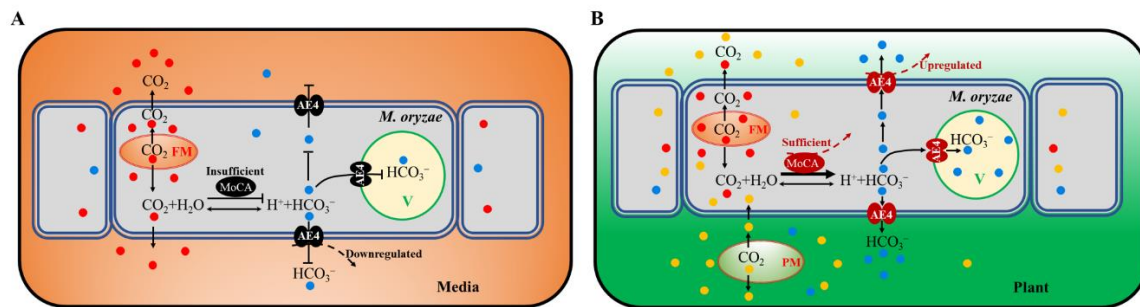 A
CO₂
CO₂
CO₂
FM
CO₂+H₂O
Insufficient
MoCA
H⁺+HCO₃⁻
AE4
M. oryzae
AE4
HCO₃⁻
V
AE4
Downregulated
HCO₃⁻
Media
B
CO₂
CO₂
CO₂
FM
CO₂+H₂O
Sufficient
MoCA
H⁺+HCO₃⁻
AE4
Upregulated
M. oryzae
AE4
HCO₃⁻
V
AE4
HCO₃⁻
CO₂
PM
Plant